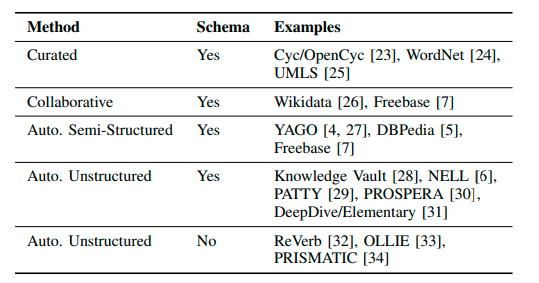 Method Schema Examples
Curated Yes Cyc/OpenCyc [23], WordNet [24],
UMLS [25]
Collaborative Yes Wikidata [26], Freebase [7]
Auto. Semi-Structured Yes YAGO [4, 27], DBPedia [5],
Freebase [7]
Auto. Unstructured Yes Knowledge Vault [28], NELL [6],
PATTY [29], PROSPERA [30],
DeepDive/Elementary [31]
Auto. Unstructured No ReVerb [32], OLLIE [33],
PRISMATIC [34]